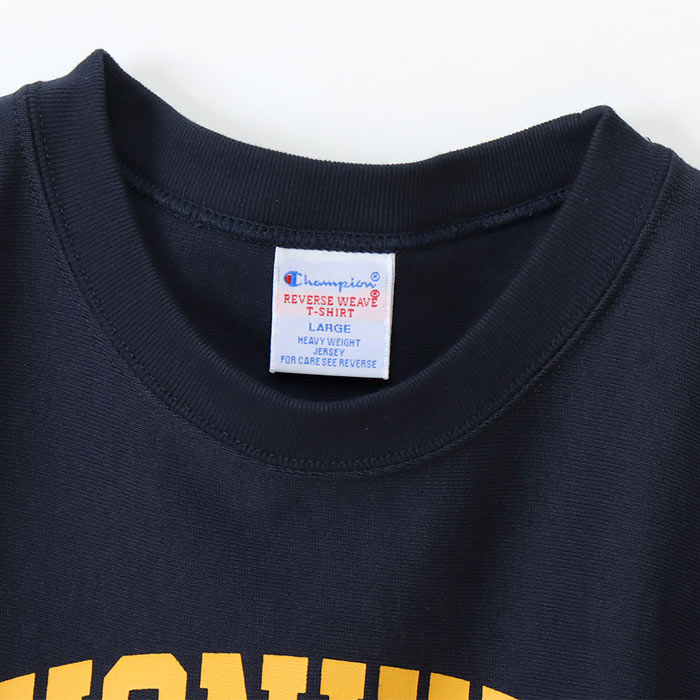 Champion®
REVERSE WEAVE®
T-SHIRT
LARGE
HEAVY WEIGHT
JERSEY
FOR CARE SEE REVERSE